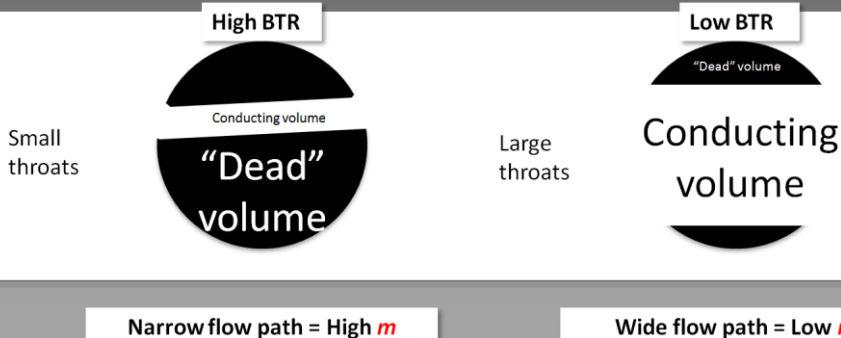 High BTR
Low BTR
"Dead" volume
Conducting volume
Small
throats
"Dead"
volume
Large
throats
Conducting
volume
Narrow flow path = High m
Wide flow path = Low